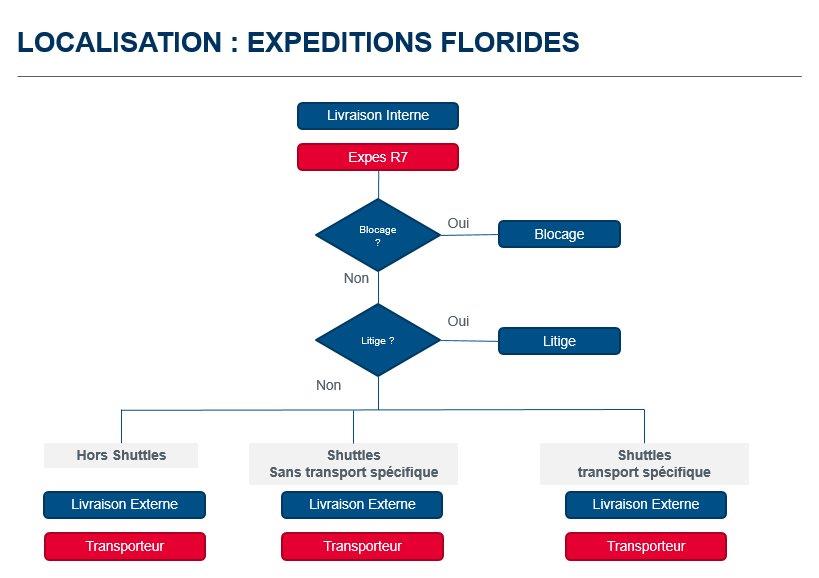 LOCALISATION : EXPEDITIONS FLORIDES
Livraison Interne
Expes R7
Blocage
?
Oui
Blocage
Non
Litige ?
Oui
Litige
Non
Hors Shuttles
Shuttles
Sans transport spécifique
Shuttles
transport spécifique
Livraison Externe
Livraison Externe
Livraison Externe
Transporteur
Transporteur
Transporteur